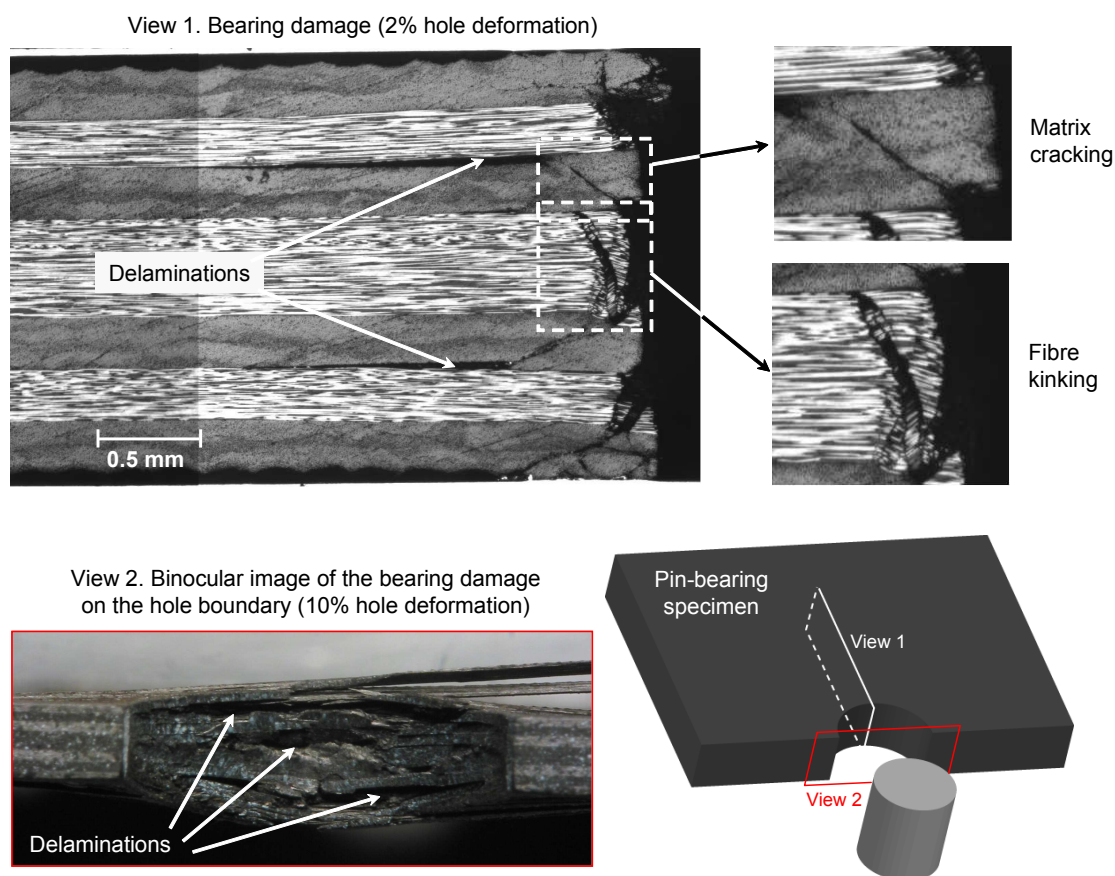 View 1. Bearing damage (2% hole deformation)
Matrix
cracking
Delaminations
Fibre
kinking
0.5 mm
View 2. Binocular image of the bearing damage
on the hole boundary (10% hole deformation)
Delaminations
Pin-bearing
specimen
View 1
View 2